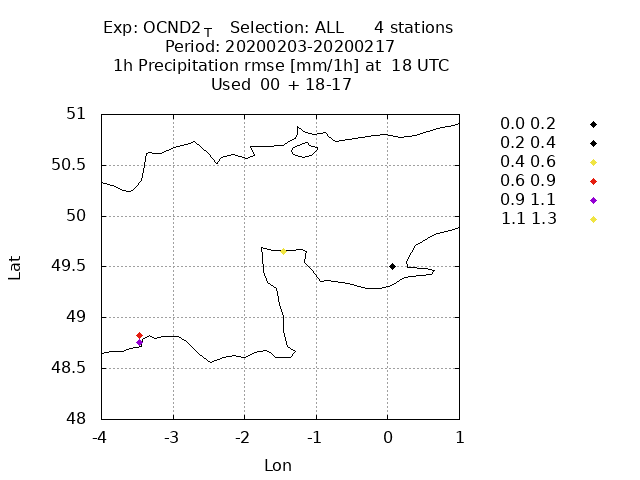 Exp: OCND2_T   Selection: ALL      4 stations
Period: 20200203-20200217
1h Precipitation rmse [mm/1h] at  18 UTC
Used  00 + 18-17
51
50.5
50
49.5
49
48.5
48
Lat
-4 -3 -2 -1 0 1
Lon
0.0 0.2
0.2 0.4
0.4 0.6
0.6 0.9
0.9 1.1
1.1 1.3